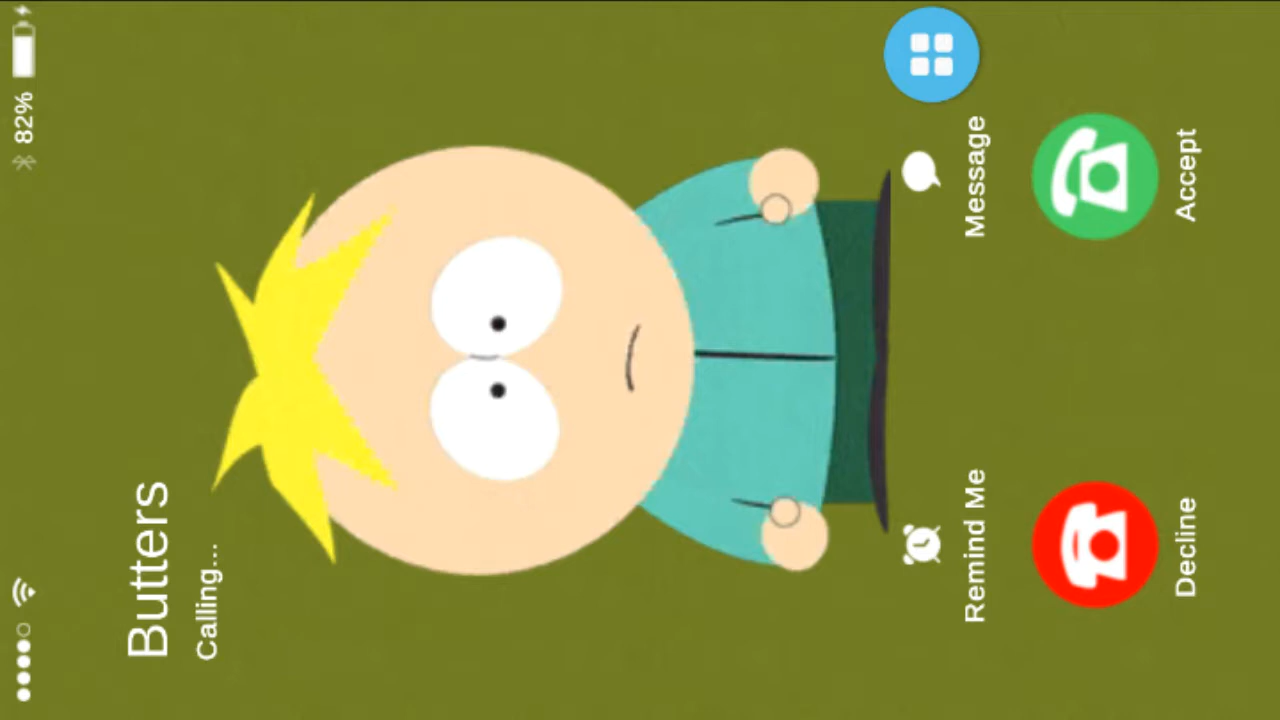 82%
Butters
Calling...
Remind Me
Message
Decline
Accept